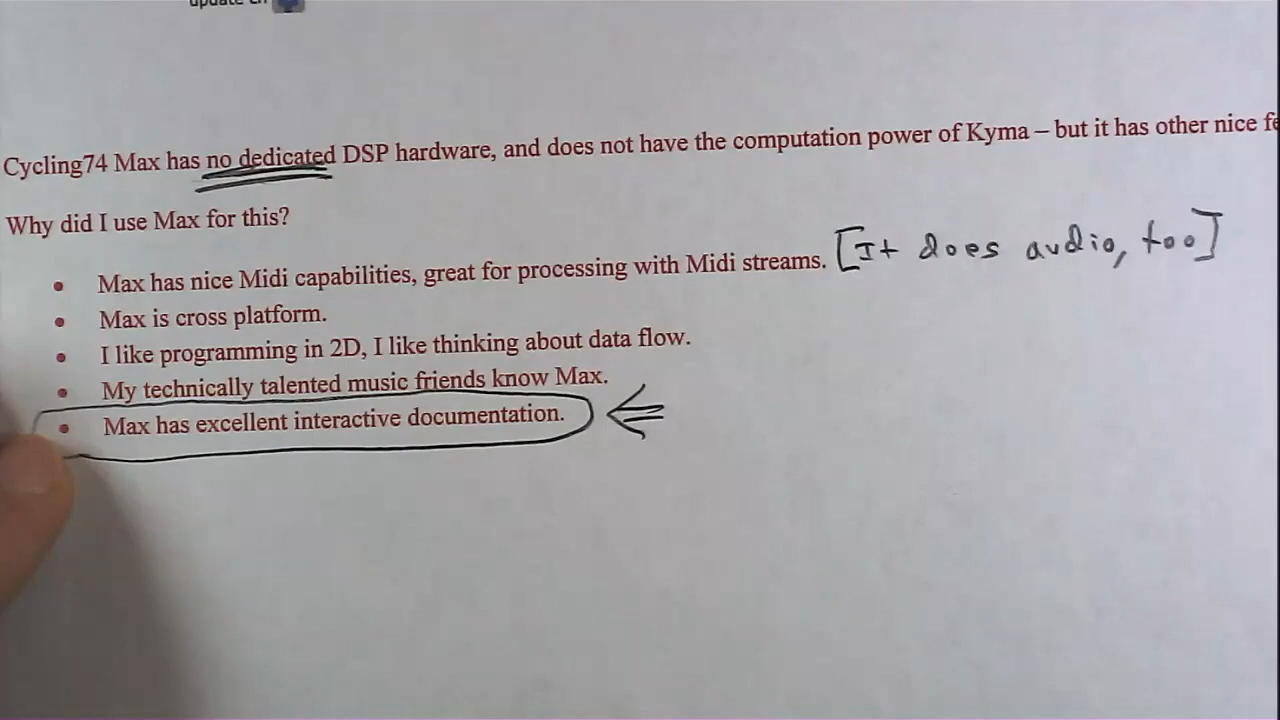 update
Cycling74 Max has no dedicated DSP hardware, and does not have the computation power of Kyma – but it has other nice
Why did I use Max for this?
• Max has nice Midi capabilities, great for processing with Midi streams. [It does audio, too]
• Max is cross platform.
• I like programming in 2D, I like thinking about data flow.
• My technically talented music friends know Max.
• Max has excellent interactive documentation.